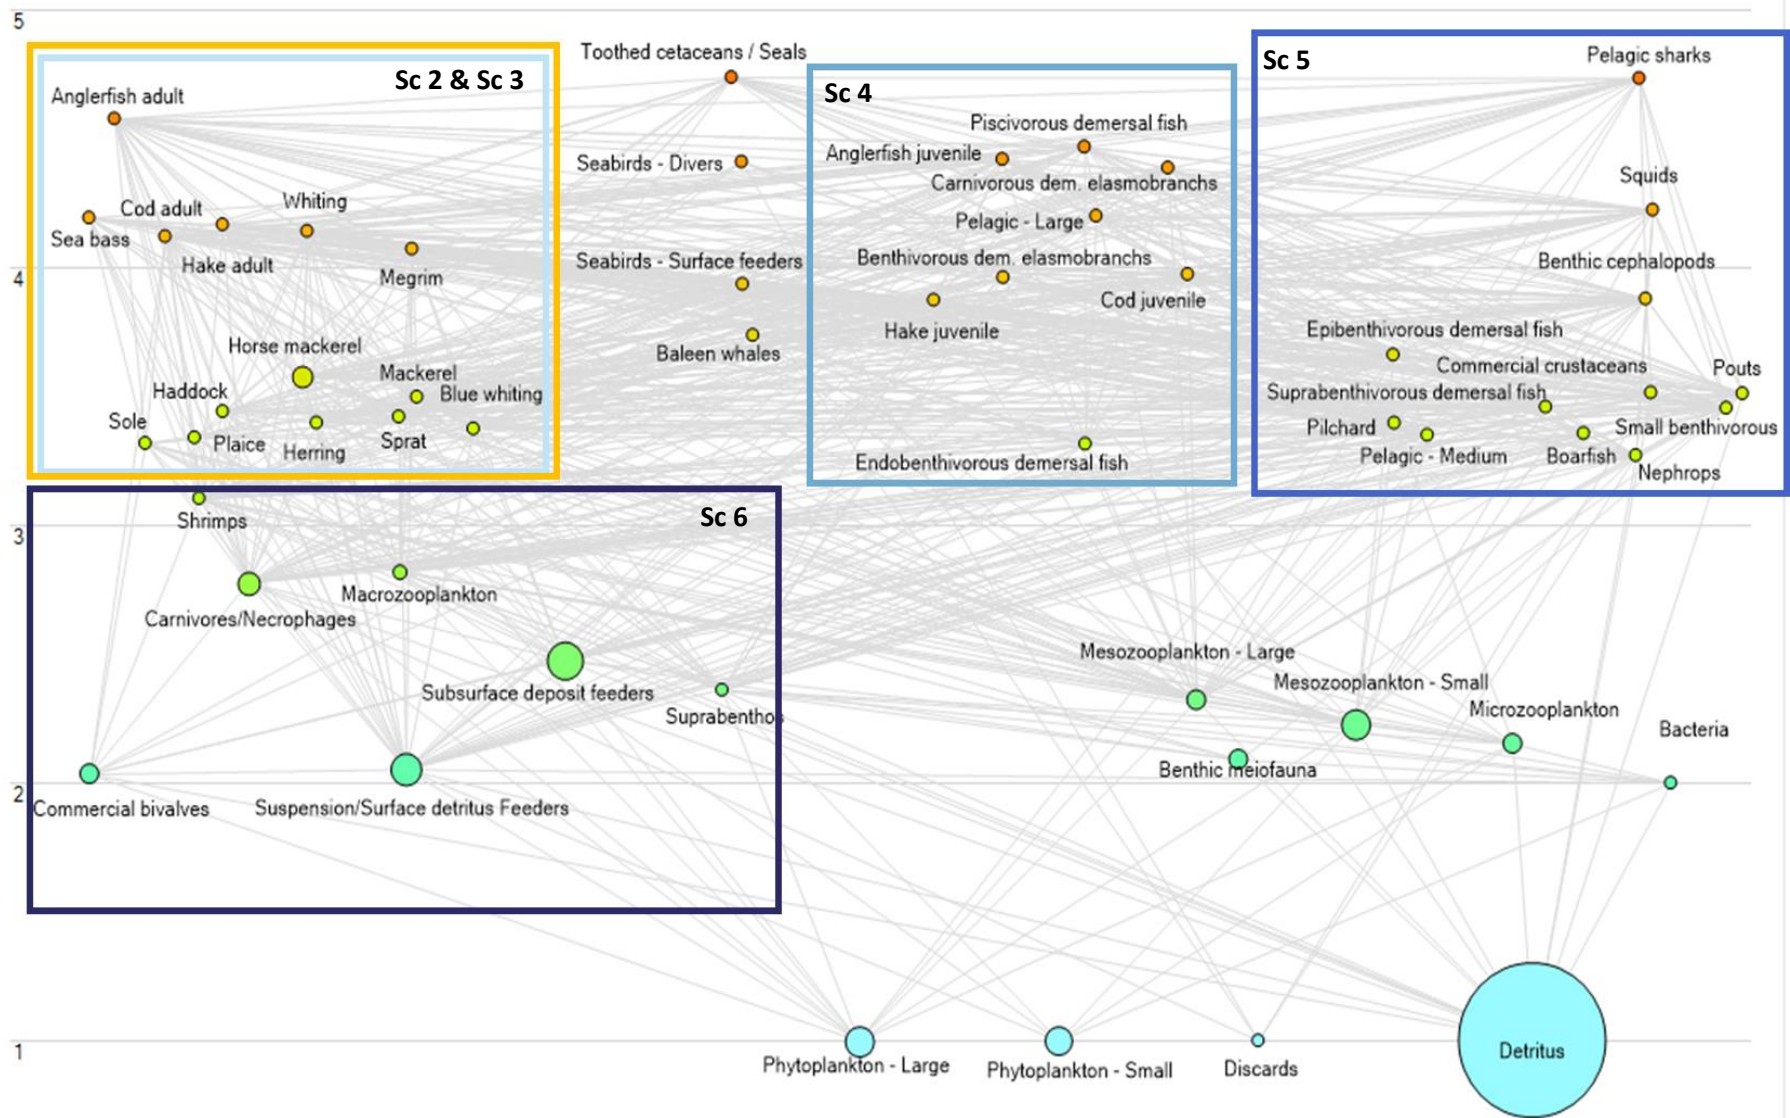 5
Toothed cetaceans / Seals
Pelagic sharks
Sc 5
Sc 2 & Sc 3
Sc 4
Anglerfish adult
Piscivorous demersal fish
Anglerfish juvenile
Seabirds - Divers
Squids
Carnivorous dem. elasmobranchs
Whiting
Cod adult
Pelagic - Large
Sea bass
Benthivorous dem. elasmobranchs
Seabirds - Surface feeders
Benthic cephalopods
Hake adult
4
Megrim
Cod juvenile
Hake juvenile
Epibenthivorous demersal fish
Horse mackerel
Baleen whales
Commercial crustaceans
Pouts
Mackerel
Haddock
Blue whiting
Suprabenthivorous demersal fish
Sole
Pilchard
Small benthivorous
Plaice
Sprat
Herring
Pelagic - Medium
Boarfish
Endobenthivorous demersal fish
Nephrops
Sc 6
Shrimps
3
Macrozooplankton
Carnivores/Necrophages
Mesozooplankton - Large
Mesozooplankton - Small
Subsurface deposit feeders
Microzooplankton
Suprabenthos
Bacteria
Benthic meiofauna
2
Commercial bivalves
Suspension/Surface detritus Feeders
1
Detritus
Phytoplankton - Large
Phytoplankton - Small
Discards